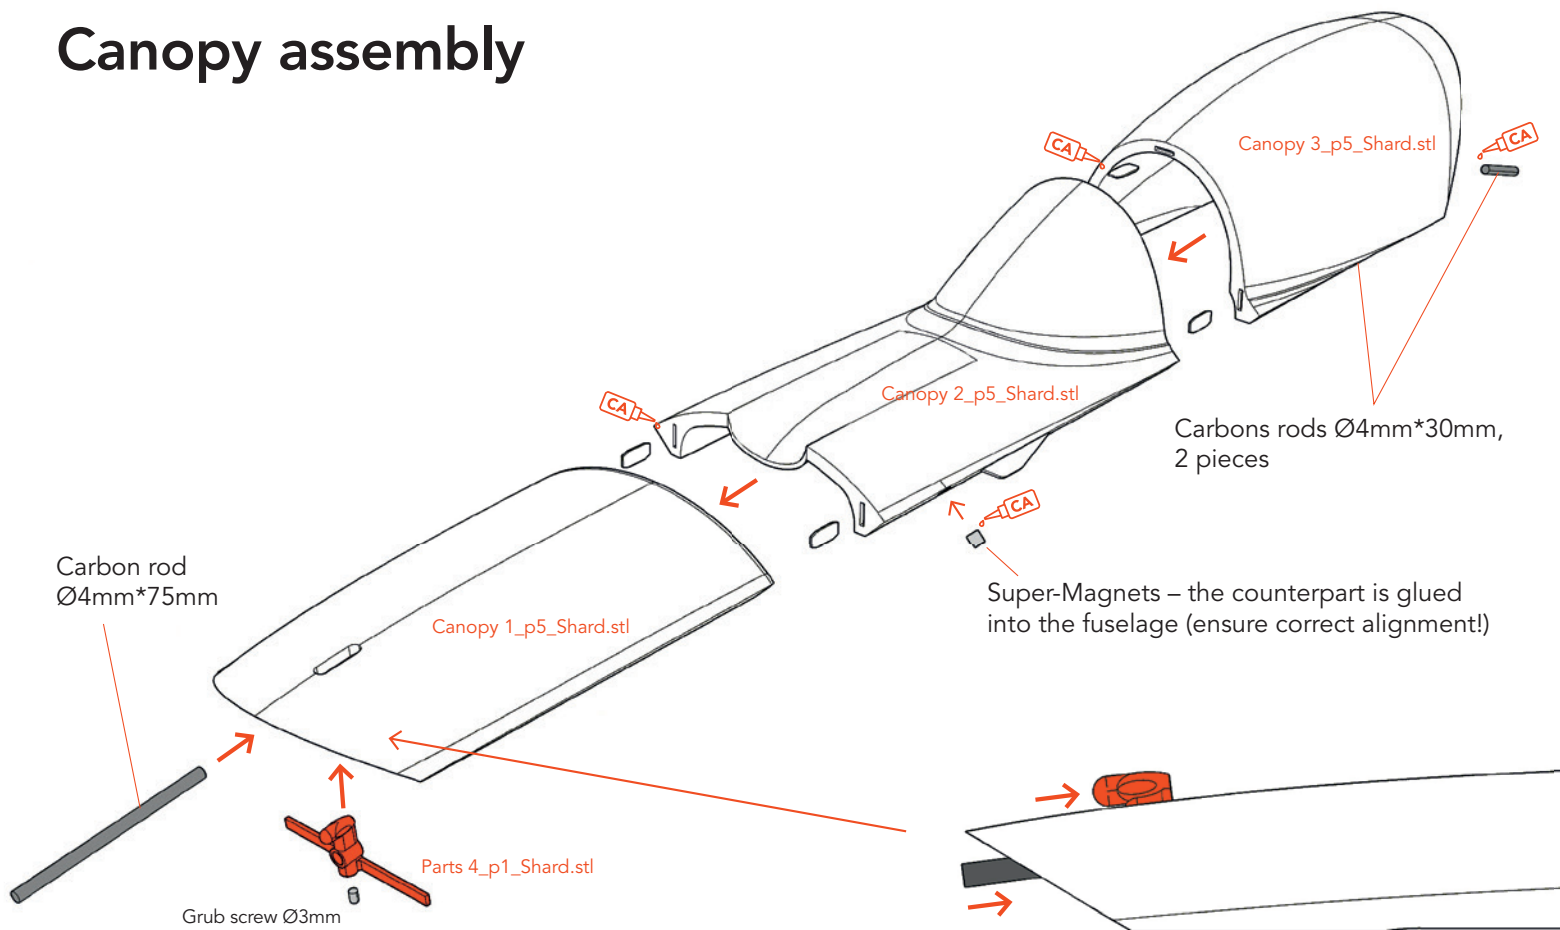 Canopy assembly
CA
Canopy 3_p5_Shard.stl
CA
Canopy 2_p5_Shard.stl
CA
Carbons rods Ø4mm*30mm,
2 pieces
CA
Super-Magnets – the counterpart is glued
into the fuselage (ensure correct alignment!)
Carbon rod
Ø4mm*75mm
Canopy 1_p5_Shard.stl
Parts 4_p1_Shard.stl
Grub screw Ø3mm